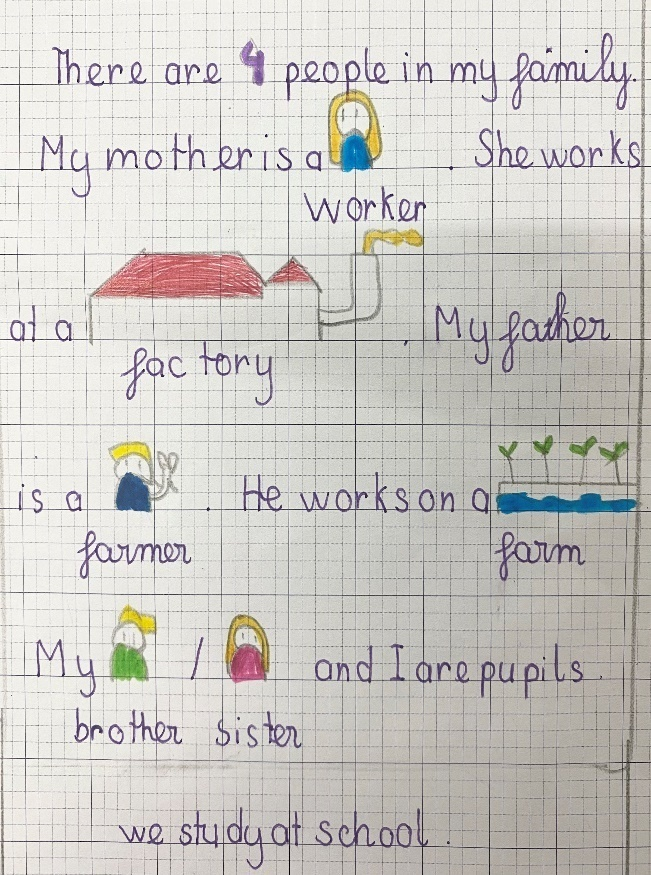 There are 4 people in my family.
My mother is a . She works
worker
at a . My father
factory
is a . He works on a
farmer farm
My / and I are pupils.
brother sister
we study at school.